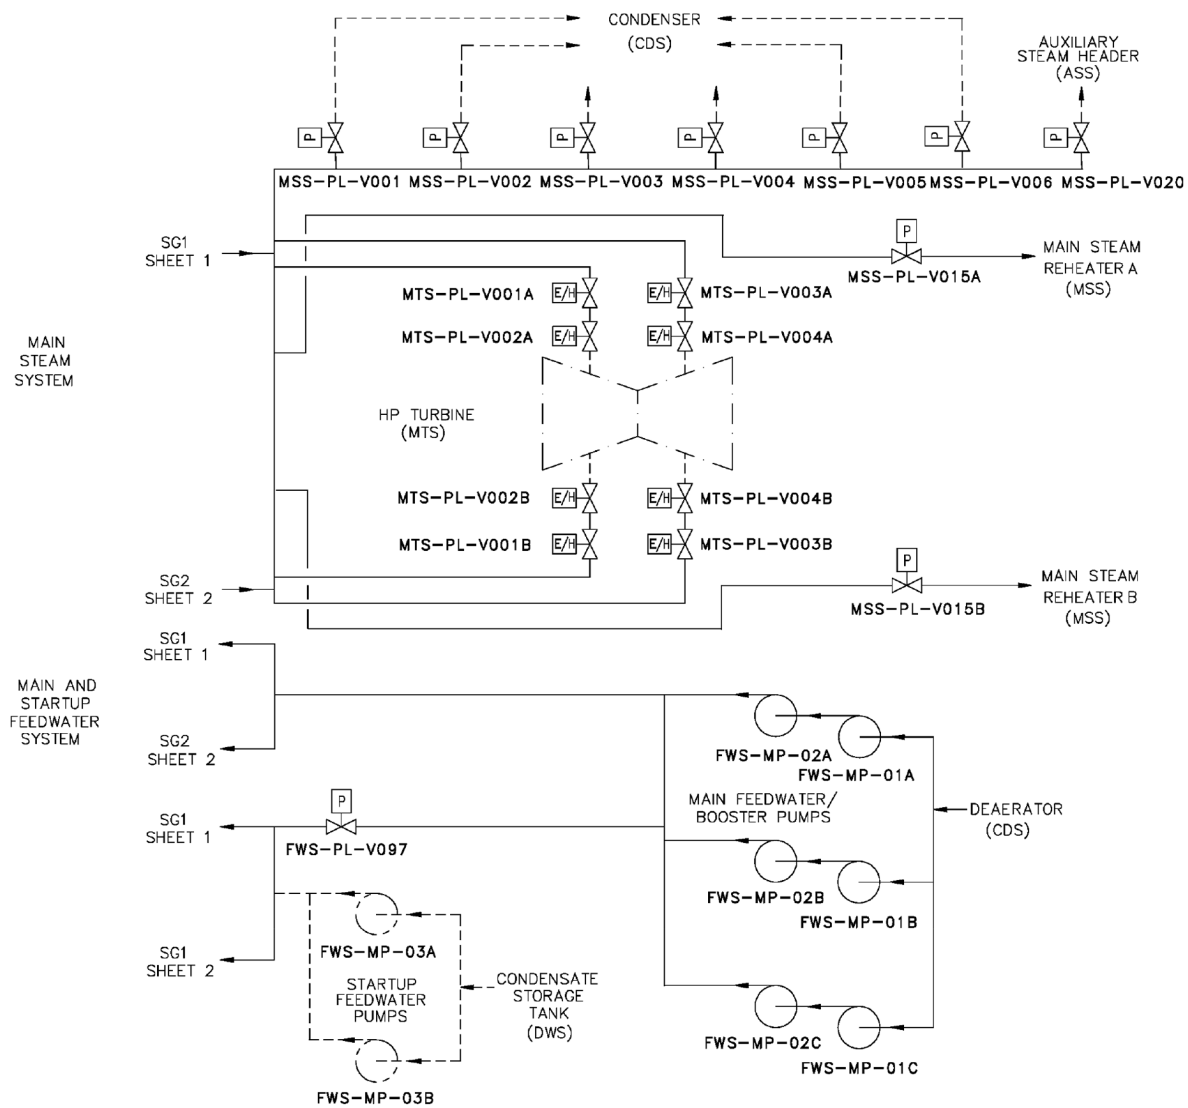 CONDENSER
(CDS)
AUXILIARY
STEAM HEADER
(ASS)
P
P
P
P
P
P
P
MSS-PL-V001
MSS-PL-V002
MSS-PL-V003
MSS-PL-V004
MSS-PL-V005
MSS-PL-V006
MSS-PL-V020
SG1
SHEET 1
P
MSS-PL-V015A
MAIN STEAM
REHEATER A
(MSS)
MTS-PL-V001A
E/H
E/H
MTS-PL-V003A
MTS-PL-V002A
E/H
E/H
MTS-PL-V004A
MAIN
STEAM
SYSTEM
HP TURBINE
(MTS)
MTS-PL-V002B
E/H
E/H
MTS-PL-V004B
MTS-PL-V001B
E/H
E/H
MTS-PL-V003B
SG2
SHEET 2
P
MSS-PL-V015B
MAIN STEAM
REHEATER B
(MSS)
SG1
SHEET 1
MAIN AND
STARTUP
FEEDWATER
SYSTEM
SG2
SHEET 2
FWS-MP-02A
FWS-MP-01A
MAIN FEEDWATER/
BOOSTER PUMPS
DEAERATOR
(CDS)
SG1
SHEET 1
P
FWS-PL-V097
FWS-MP-02B
FWS-MP-01B
FWS-MP-03A
SG1
SHEET 2
STARTUP
FEEDWATER
PUMPS
CONDENSATE
STORAGE
TANK
(DWS)
FWS-MP-02C
FWS-MP-01C
FWS-MP-03B